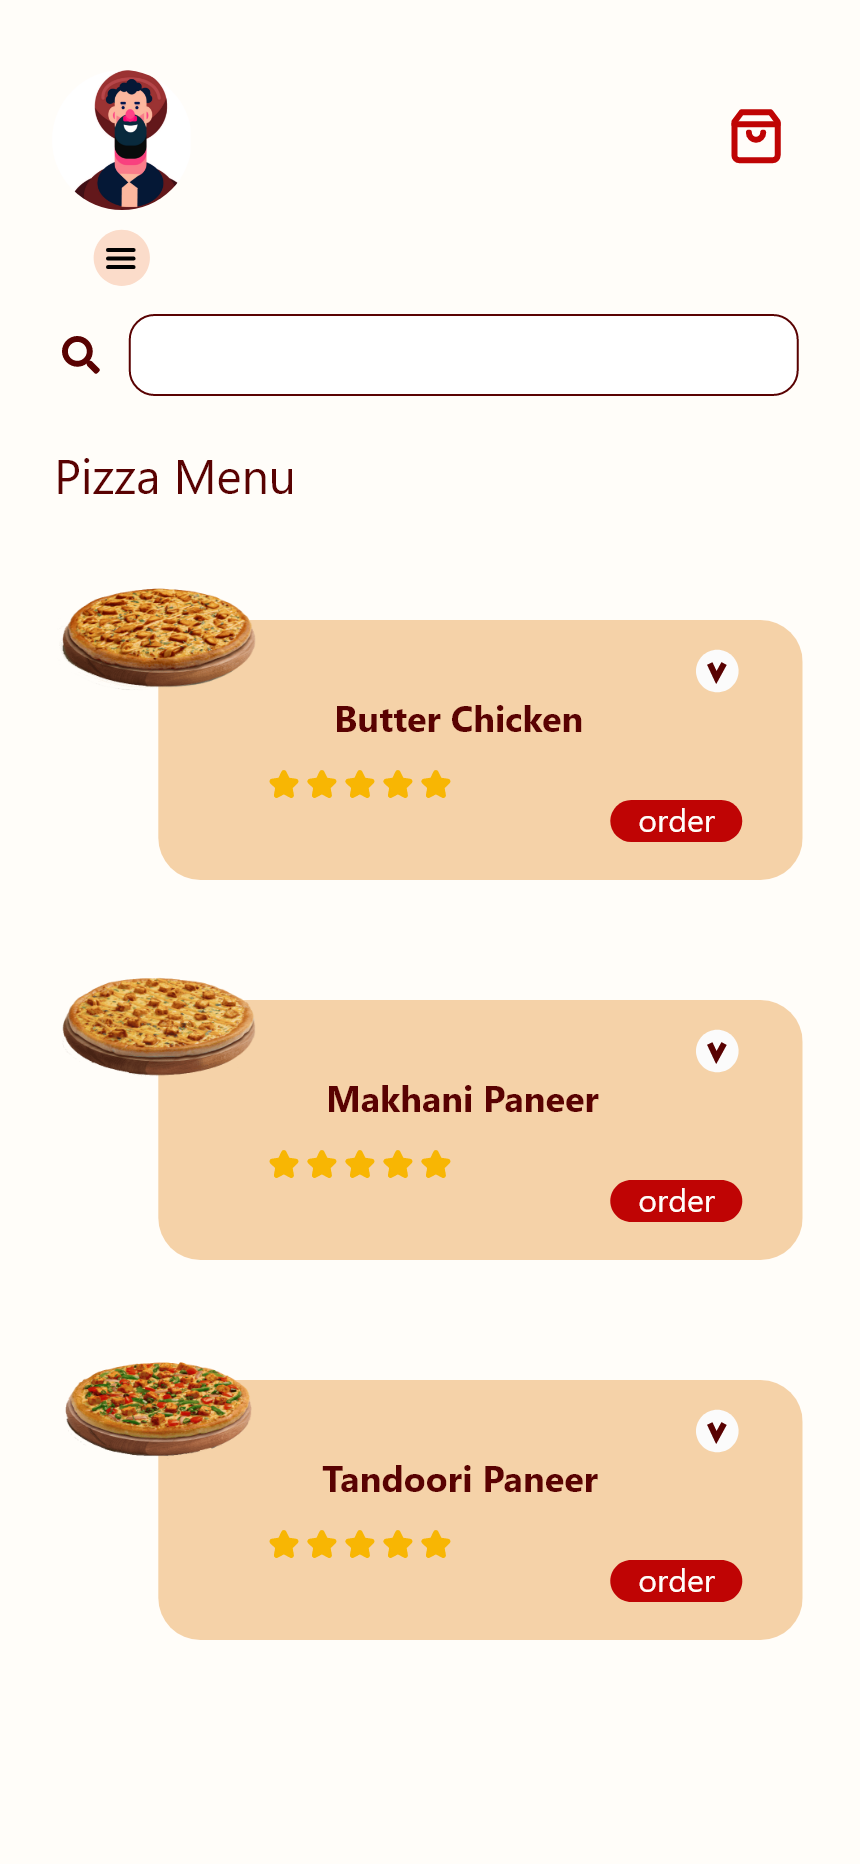 Pizza Menu
V
Butter Chicken
order
V
Makhani Paneer
order
V
Tandoori Paneer
order